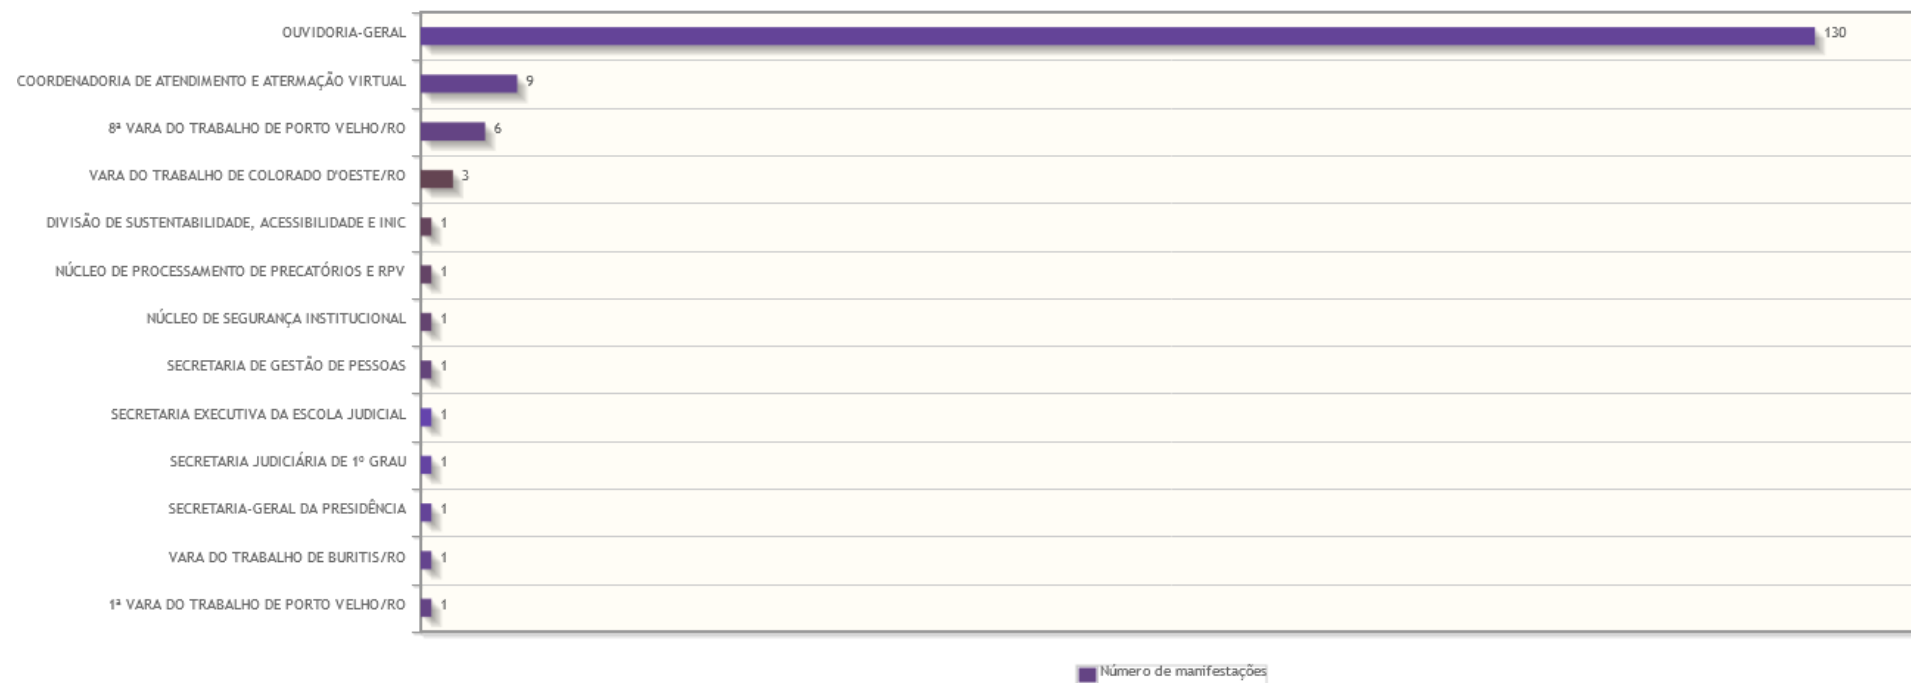 OUVIDORIA-GERAL 130
COORDENADORIA DE ATENDIMENTO E ATERMAÇÃO VIRTUAL 9
8ª VARA DO TRABALHO DE PORTO VELHO/RO 6
VARA DO TRABALHO DE COLORADO D'OESTE/RO 3
DIVISÃO DE SUSTENTABILIDADE, ACESSIBILIDADE E INIC 1
NÚCLEO DE PROCESSAMENTO DE PRECATÓRIOS E RPV 1
NÚCLEO DE SEGURANÇA INSTITUCIONAL 1
SECRETARIA DE GESTÃO DE PESSOAS 1
SECRETARIA EXECUTIVA DA ESCOLA JUDICIAL 1
SECRETARIA JUDICIÁRIA DE 1º GRAU 1
SECRETARIA-GERAL DA PRESIDÊNCIA 1
VARA DO TRABALHO DE BURITIS/RO 1
1ª VARA DO TRABALHO DE PORTO VELHO/RO 1
Número de manifestações